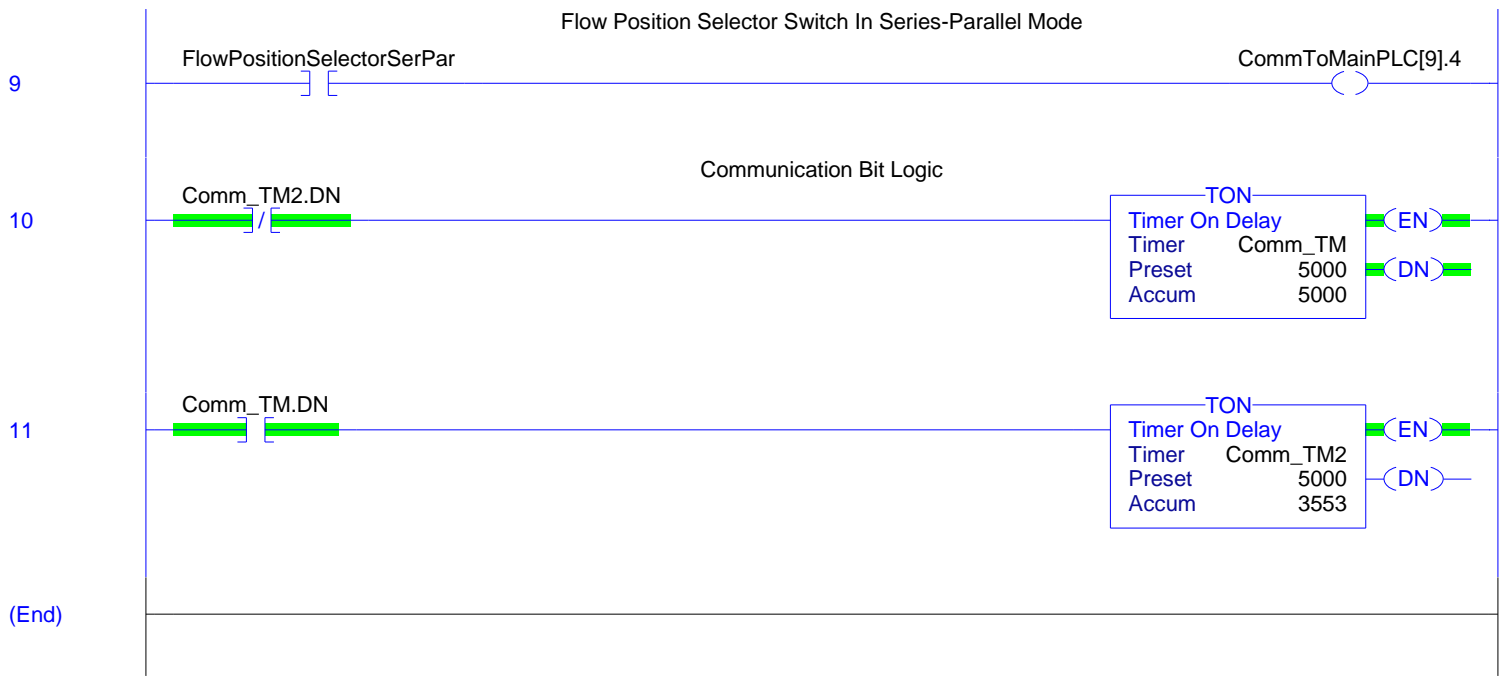 Flow Position Selector Switch In Series-Parallel Mode
FlowPositionSelectorSerPar
CommToMainPLC[9].4
9
Communication Bit Logic
Comm_TM2.DN
10
/
TON
Timer On Delay
Timer Comm_TM
Preset 5000
Accum 5000
EN
DN
Comm_TM.DN
11
TON
Timer On Delay
Timer Comm_TM2
Preset 5000
Accum 3553
EN
DN
(End)